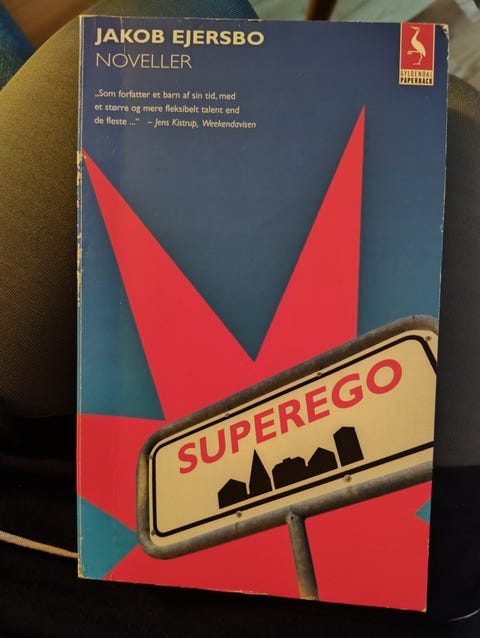 JAKOB EJERSBO
NOVELLER
„Som forfatter et barn af sin tid, med
et større og mere fleksibelt talent end
de fleste ...” – Jens Kistrup, Weekendavisen
GYLDENDAL
PAPERBACK
SUPEREGO